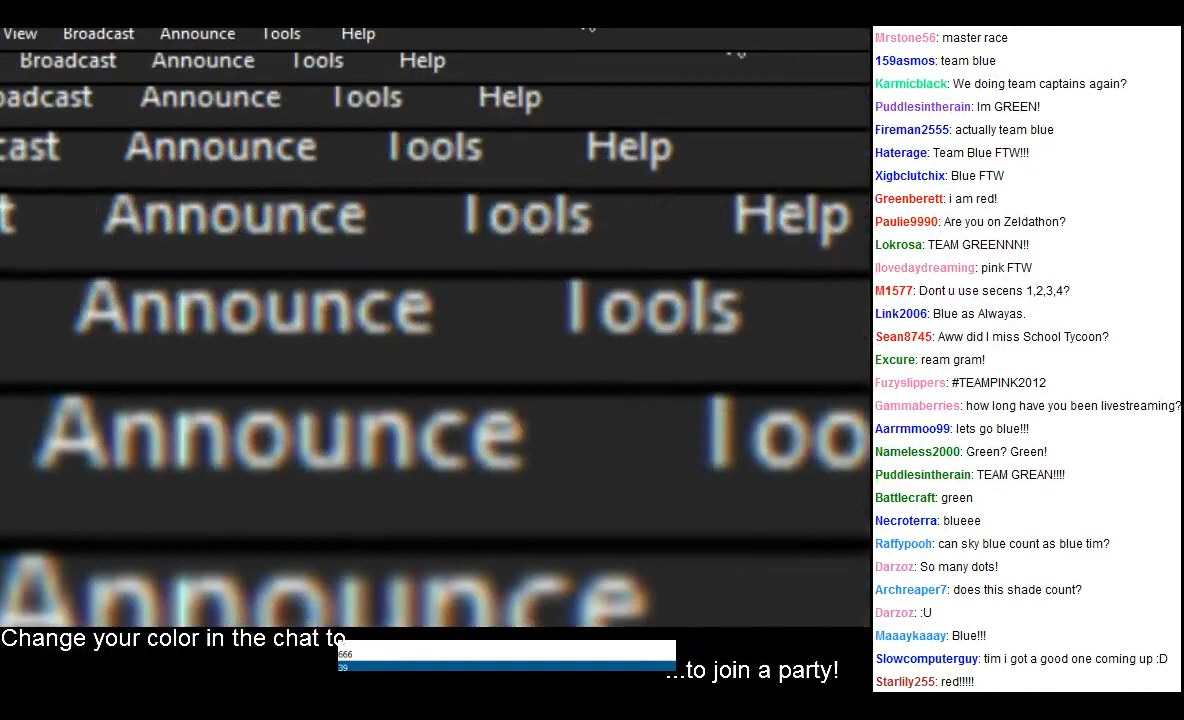 View Broadcast Announce Tools Help
Broadcast Announce Tools Help
oadcast Announce Tools Help
cast Announce Tools Help
t Announce Tools Help
Announce Tools
Announce Too
Announce
Change your color in the chat to
666
39
...to join a party!
Mrstone56: master race
159asmos: team blue
Karmicblack: We doing team captains again?
Puddlesintherain: Im GREEN!
Fireman2555: actually team blue
Haterage: Team Blue FTW!!!
Xigbclutchix: Blue FTW
Greenberett: i am red!
Paulie9990: Are you on Zeldathon?
Lokrosa: TEAM GREENNN!!
Ilovedaydreaming: pink FTW
M1577: Dont u use secens 1,2,3,4?
Link2006: Blue as Alwayas.
Sean8745: Aww did I miss School Tycoon?
Excure: ream gram!
Fuzyslippers: #TEAMPINK2012
Gammaberries: how long have you been livestreaming?
Aarrmmoo99: lets go blue!!!
Nameless2000: Green? Green!
Puddlesintherain: TEAM GREAN!!!!
Battlecraft: green
Necroterra: blueee
Raffypooh: can sky blue count as blue tim?
Darzoz: So many dots!
Archreaper7: does this shade count?
Darzoz: :U
Maaaykaaay: Blue!!!
Slowcomputerguy: tim i got a good one coming up :D
Starlily255: red!!!!!